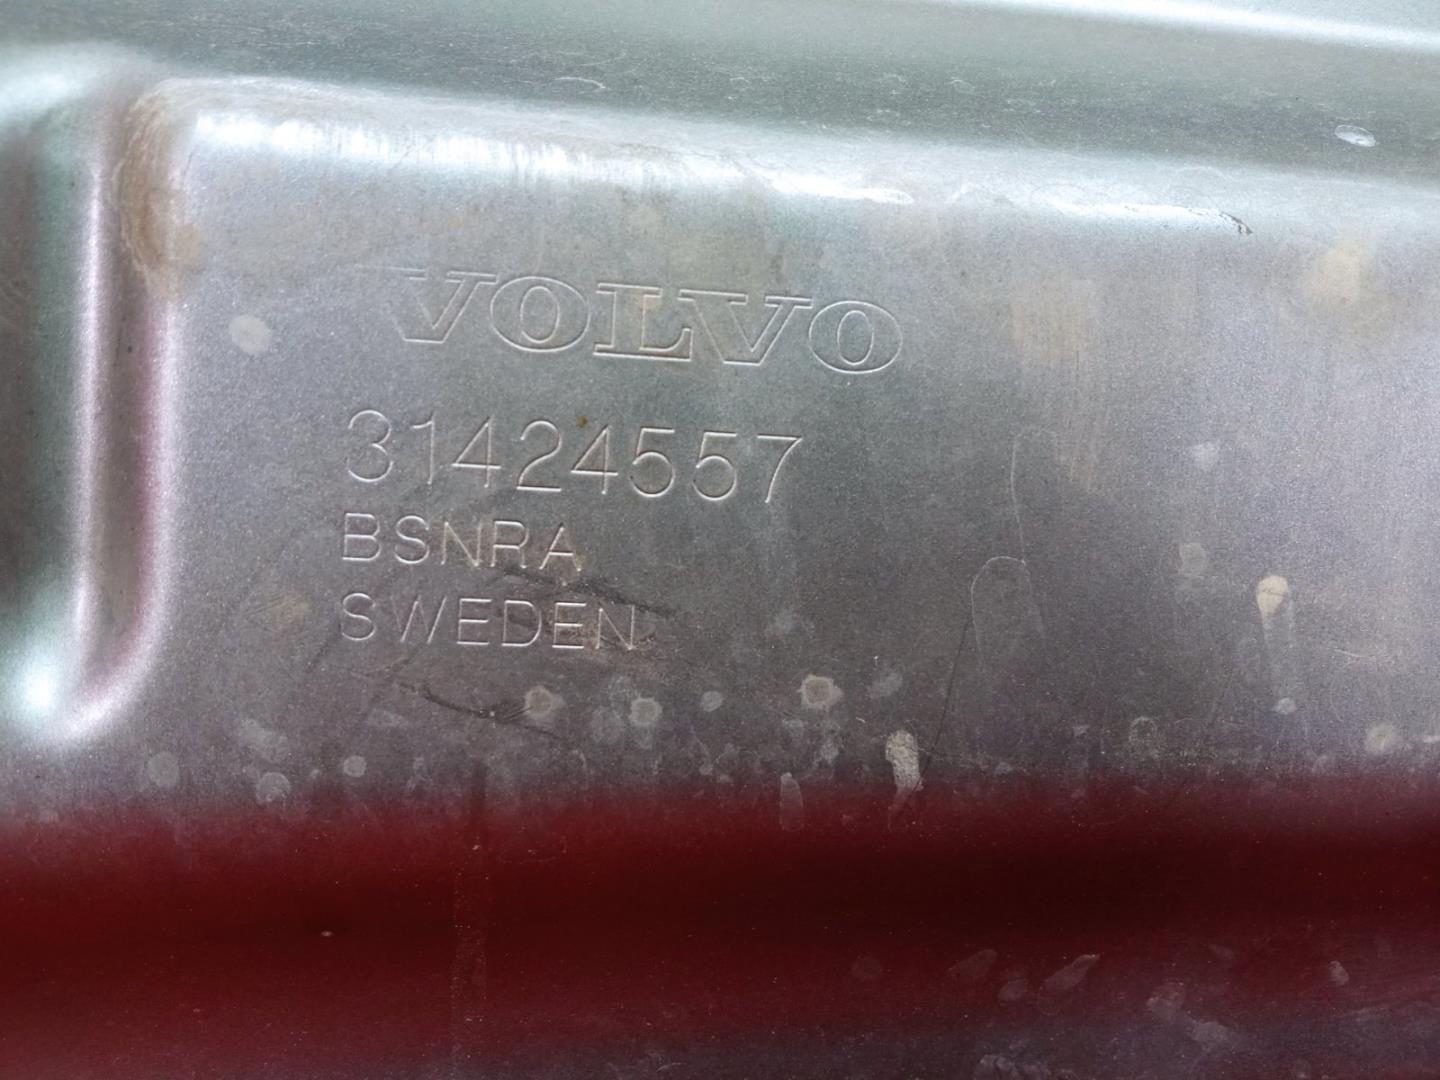 VOLVO
31424557
BSNRA
SWEDEN